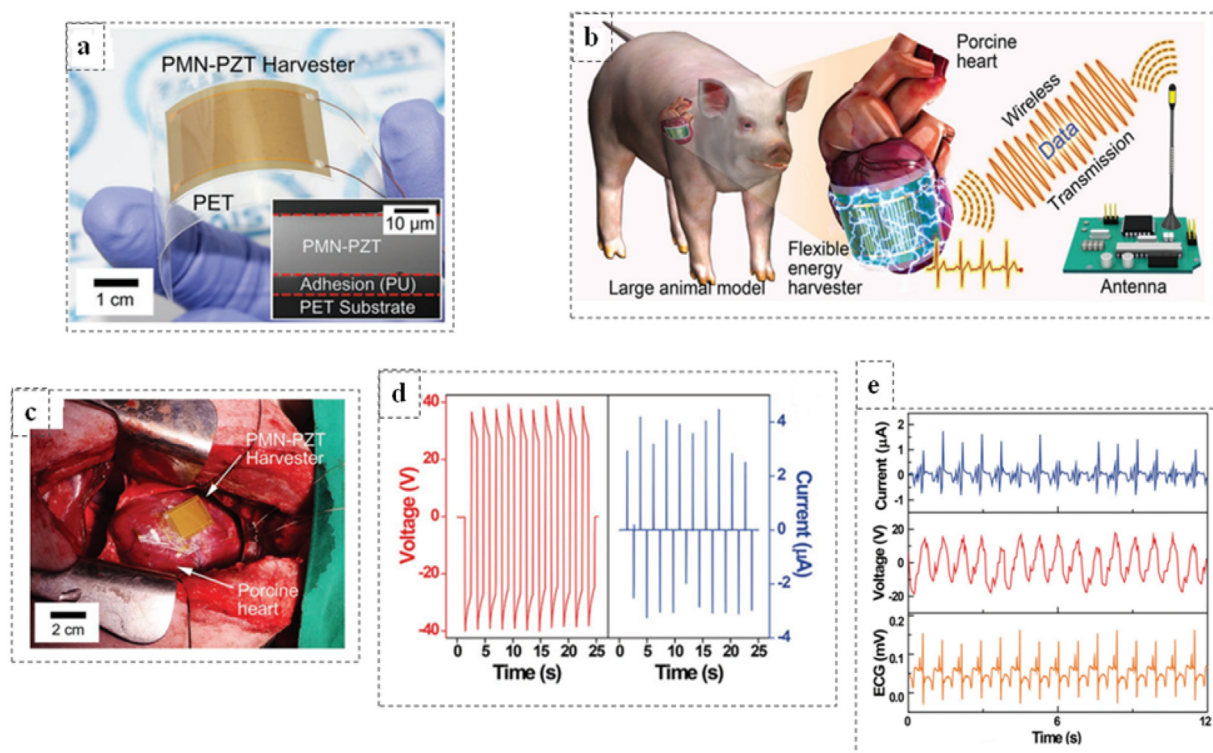 a
PMN-PZT Harvester
PET
1 cm
10 µm
PMN-PZT
Adhesion (PU)
PET Substrate
b
Porcine
heart
Wireless
Data
Transmission
Flexible
energy
harvester
Large animal model
Antenna
c
PMN-PZT
Harvester
Porcine
heart
2 cm
d
Voltage (V)
40
20
0
-20
-40
0 5 10 15 20 25
Time (s)
Current (µA)
4
2
0
-2
-4
0 5 10 15 20 25
Time (s)
e
Current (µA)
2
1
0
-1
Voltage (V)
20
0
-20
ECG (mV)
0.2
0.1
0.0
0 6 12
Time (s)